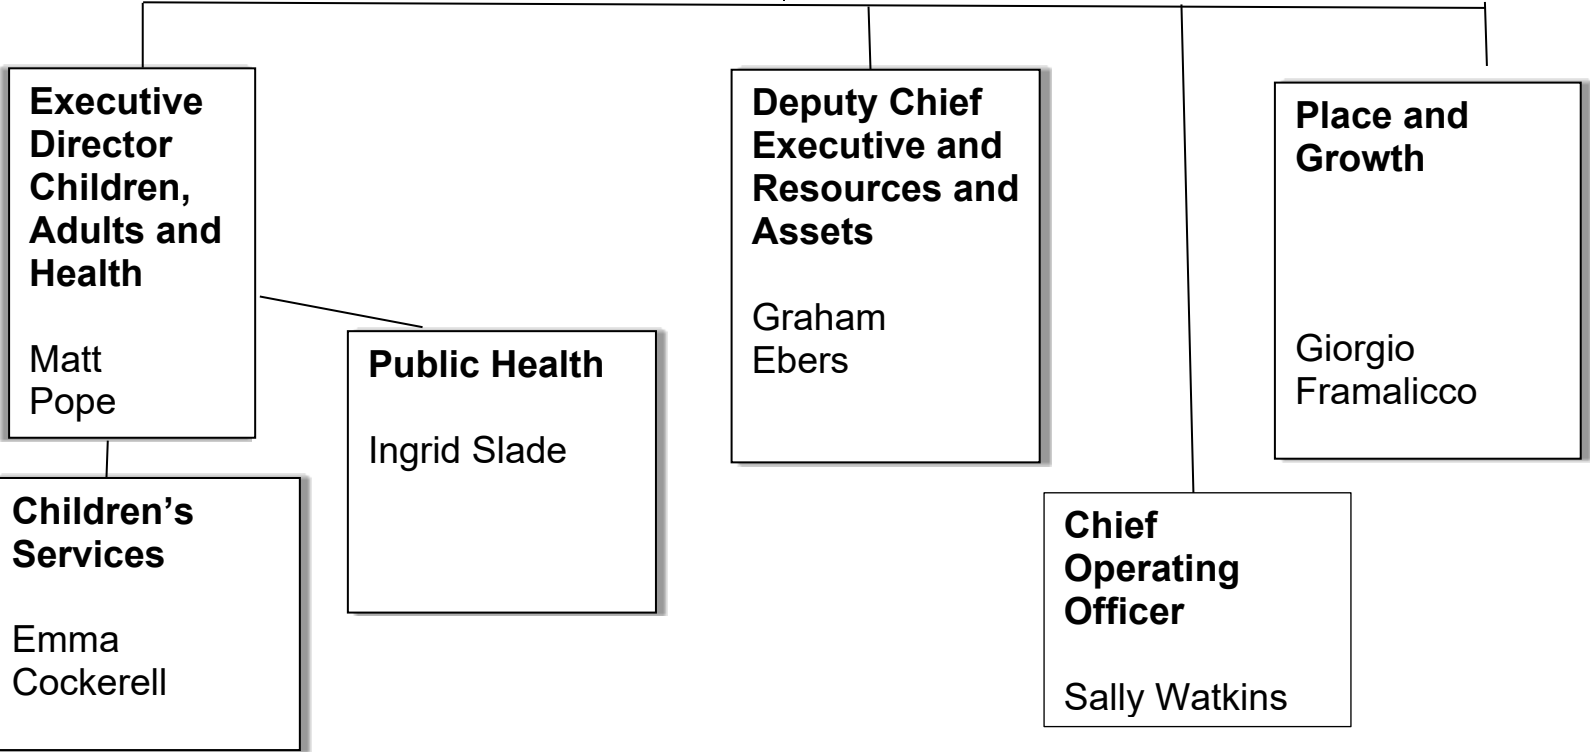 Executive
Director
Children,
Adults and
Health
Matt
Pope
Public Health
Ingrid Slade
Children’s
Services
Emma
Cockerell
Deputy Chief
Executive and
Resources and
Assets
Graham
Ebers
Chief
Operating
Officer
Sally Watkins
Place and
Growth
Giorgio
Framalicco